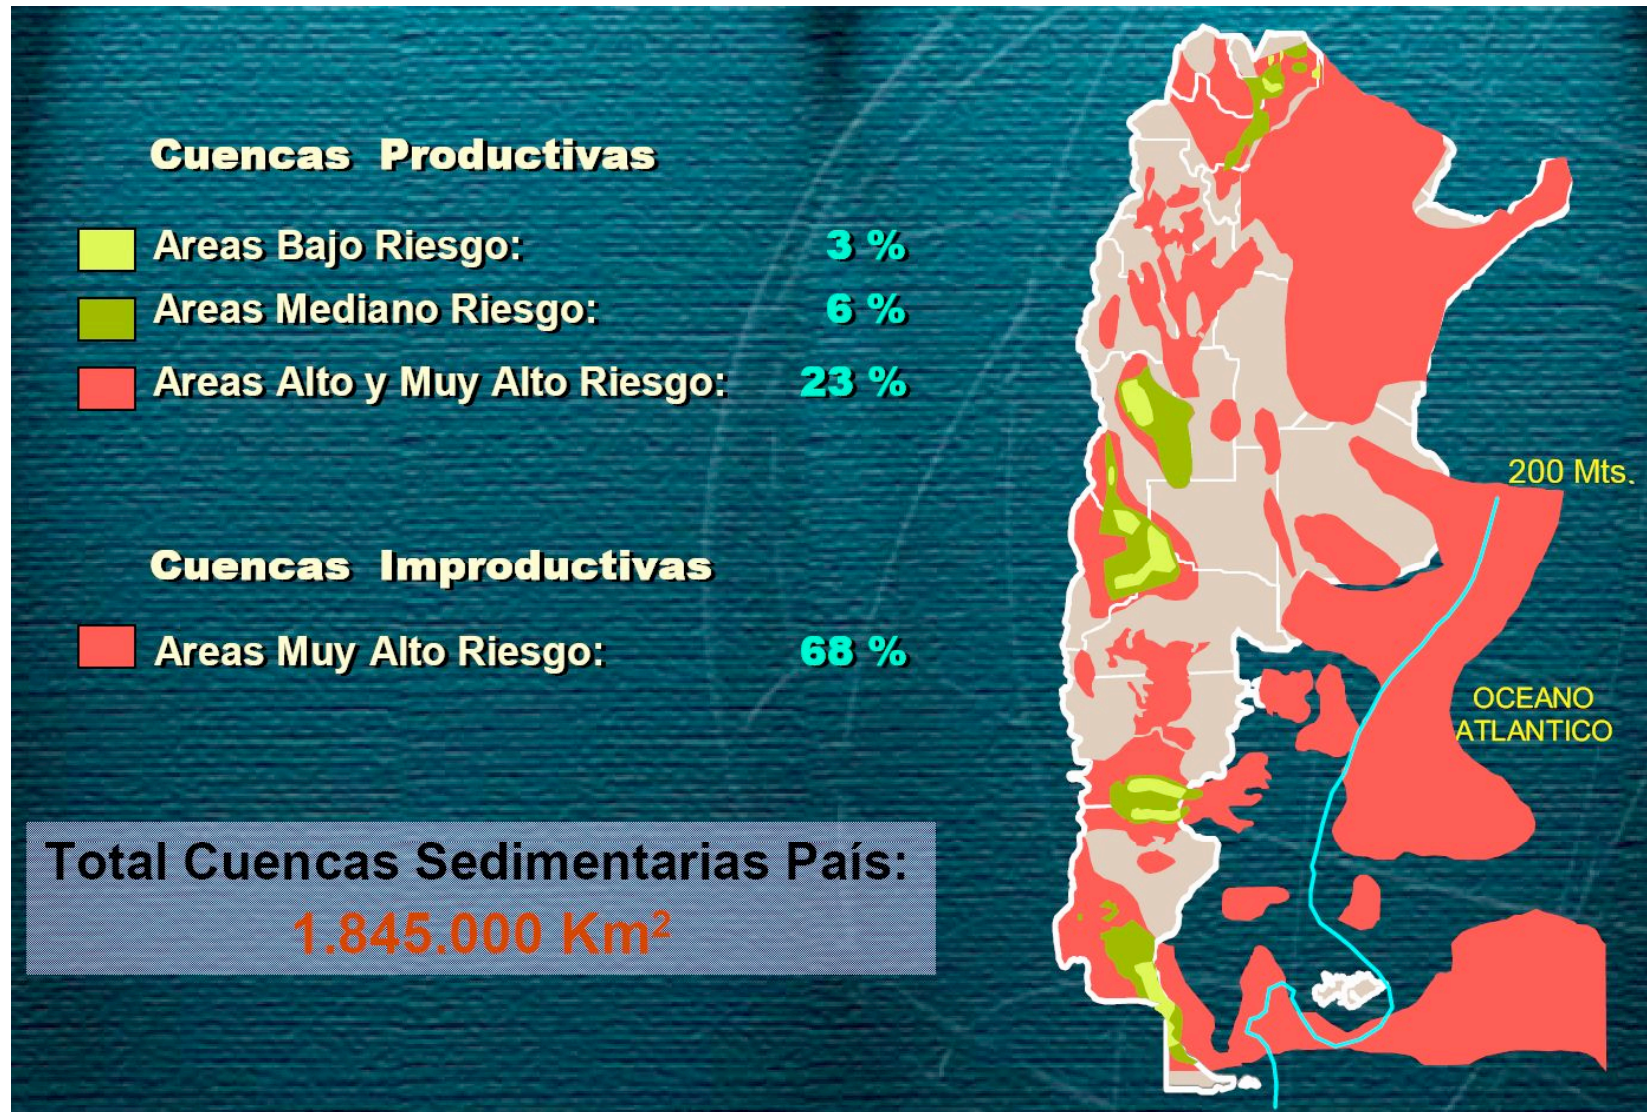 Cuencas Productivas
Areas Bajo Riesgo: 3 %
Areas Mediano Riesgo: 6 %
Areas Alto y Muy Alto Riesgo: 23 %
Cuencas Improductivas
Areas Muy Alto Riesgo: 68 %
Total Cuencas Sedimentarias País:
1.845.000 Km²
200 Mts.
OCEANO
ATLANTICO